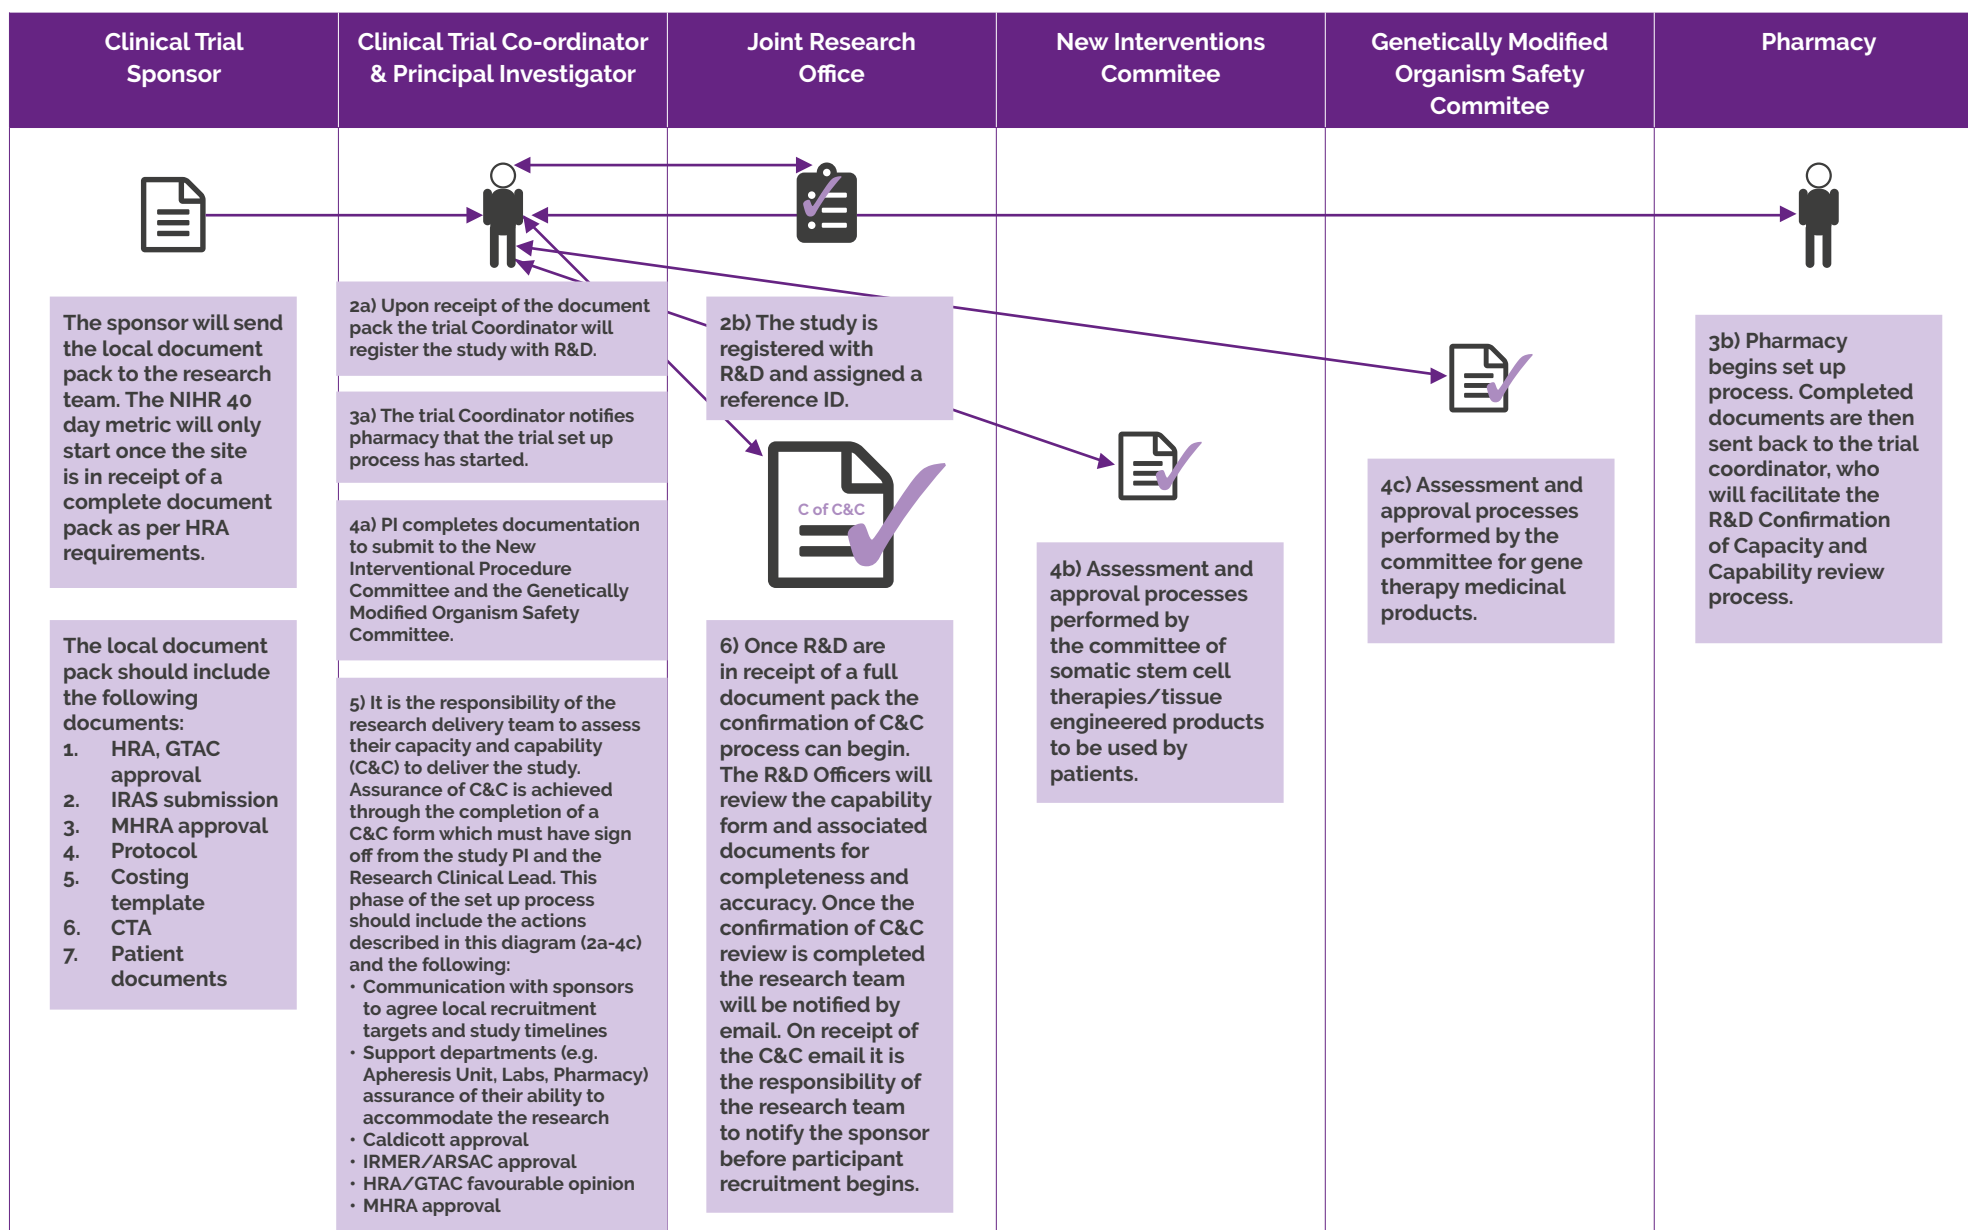 Clinical Trial
Sponsor
Clinical Trial Co-ordinator
& Principal Investigator
Joint Research
Office
New Interventions
Commitee
Genetically Modified
Organism Safety
Commitee
Pharmacy
The sponsor will send
the local document
pack to the research
team. The NIHR 40
day metric will only
start once the site
is in receipt of a
complete document
pack as per HRA
requirements.
The local document
pack should include
the following
documents:
1. HRA, GTAC
approval
2. IRAS submission
3. MHRA approval
4. Protocol
5. Costing
template
6. CTA
7. Patient
documents
2a) Upon receipt of the document
pack the trial Coordinator will
register the study with R&D.
3a) The trial Coordinator notifies
pharmacy that the trial set up
process has started.
4a) PI completes documentation
to submit to the New
Interventional Procedure
Committee and the Genetically
Modified Organism Safety
Committee.
5) It is the responsibility of the
research delivery team to assess
their capacity and capability
(C&C) to deliver the study.
Assurance of C&C is achieved
through the completion of a
C&C form which must have sign
off from the study PI and the
Research Clinical Lead. This
phase of the set up process
should include the actions
described in this diagram (2a-4c)
and the following:
• Communication with sponsors
to agree local recruitment
targets and study timelines
• Support departments (e.g.
Apheresis Unit, Labs, Pharmacy)
assurance of their ability to
accommodate the research
• Caldicott approval
• IRMER/ARSAC approval
• HRA/GTAC favourable opinion
• MHRA approval
2b) The study is
registered with
R&D and assigned a
reference ID.
C of C&C
6) Once R&D are
in receipt of a full
document pack the
confirmation of C&C
process can begin.
The R&D Officers will
review the capability
form and associated
documents for
completeness and
accuracy. Once the
confirmation of C&C
review is completed
the research team
will be notified by
email. On receipt of
the C&C email it is
the responsibility of
the research team
to notify the sponsor
before participant
recruitment begins.
4b) Assessment and
approval processes
performed by
the committee of
somatic stem cell
therapies/tissue
engineered products
to be used by
patients.
4c) Assessment and
approval processes
performed by the
committee for gene
therapy medicinal
products.
3b) Pharmacy
begins set up
process. Completed
documents are then
sent back to the trial
coordinator, who
will facilitate the
R&D Confirmation
of Capacity and
Capability review
process.